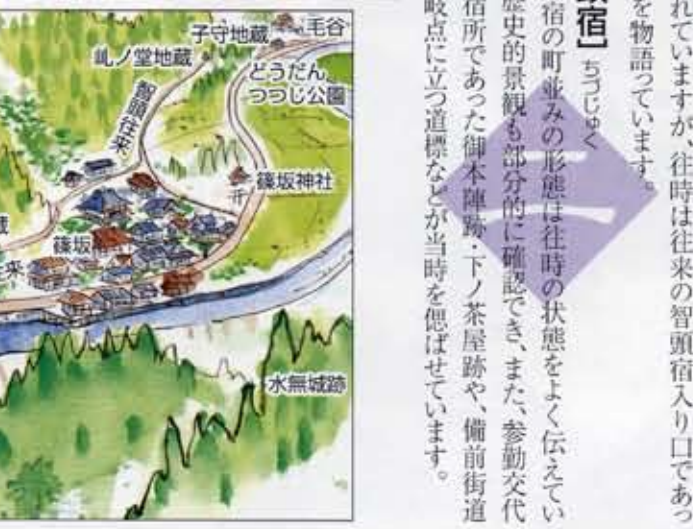 れていますが、往時は往来の智頭宿入り口であっ
を物語っています。
頭宿】ちづじゅく
宿の町並みの形態は往時の状態をよく伝えてい
歴史的景観も部分的に確認でき、また、参勤交代
宿所であった御本陣跡・下ノ茶屋跡や、備前街道
岐点に立つ道標などが当時を偲ばせています。
二
毛谷
子守地蔵
ノ堂地蔵
どうだん
つつじ公園
智頭往来
篠坂神社
蔵
篠坂
来
水無城跡